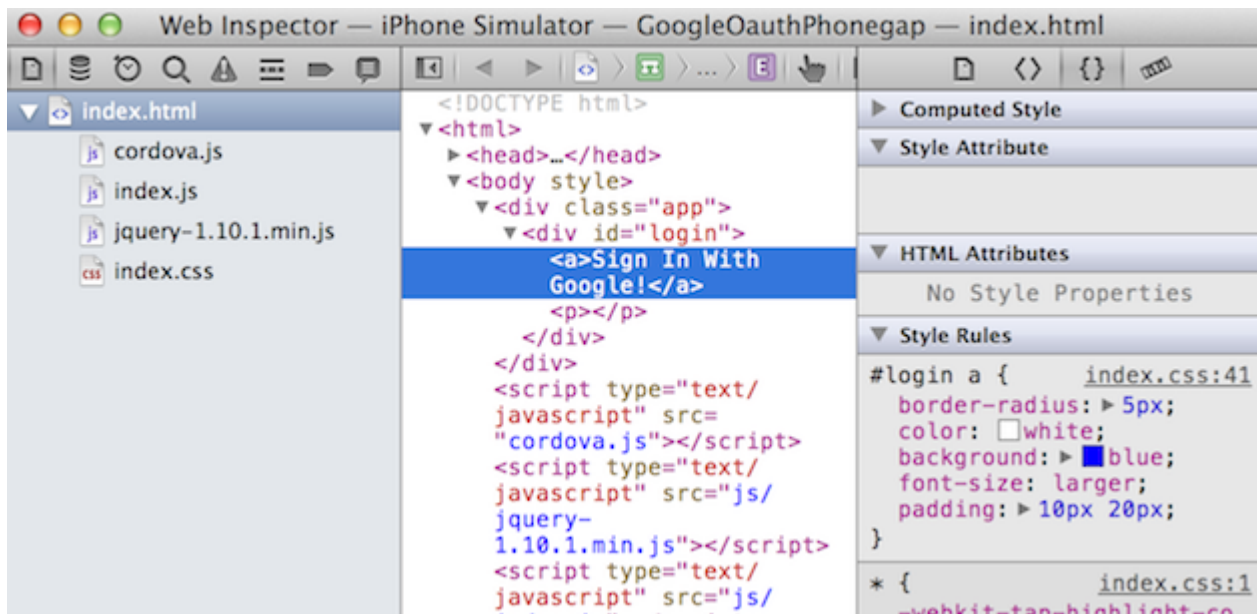 Web Inspector — iPhone Simulator — GoogleOauthPhonegap — index.html
index.html
cordova.js
index.js
jquery-1.10.1.min.js
index.css
<!DOCTYPE html>
<html>
<head>…</head>
<body style>
<div class="app">
<div id="login">
<a>Sign In With
Google!</a>
<p></p>
</div>
</div>
<script type="text/
javascript" src=
"cordova.js"></script>
<script type="text/
javascript" src="js/
jquery-
1.10.1.min.js"></script>
<script type="text/
javascript" src="js/
Computed Style
Style Attribute
HTML Attributes
No Style Properties
Style Rules
#login a { index.css:41
border-radius: 5px;
color: white;
background: blue;
font-size: larger;
padding: 10px 20px;
}
* { index.css:1
-webkit-tap-highlight-co